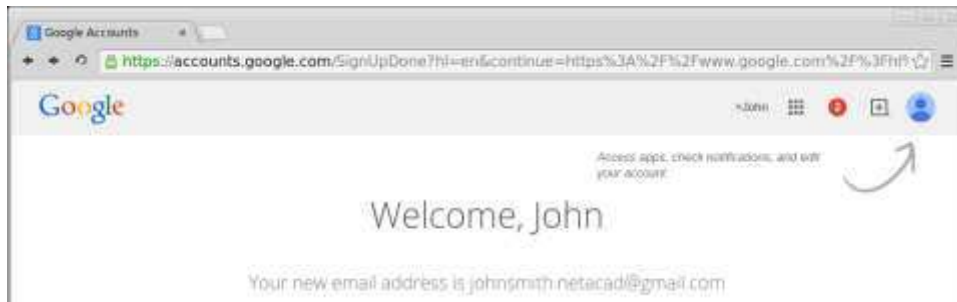 Google Accounts
https://accounts.google.com/SignUpDone?hl=en&continue=https%3A%2F%2Fwww.google.com%2F%3Fhl%
Google
+John
Access apps, check notifications, and edit
your account
Welcome, John
Your new email address is johnsmith.netacad@gmail.com